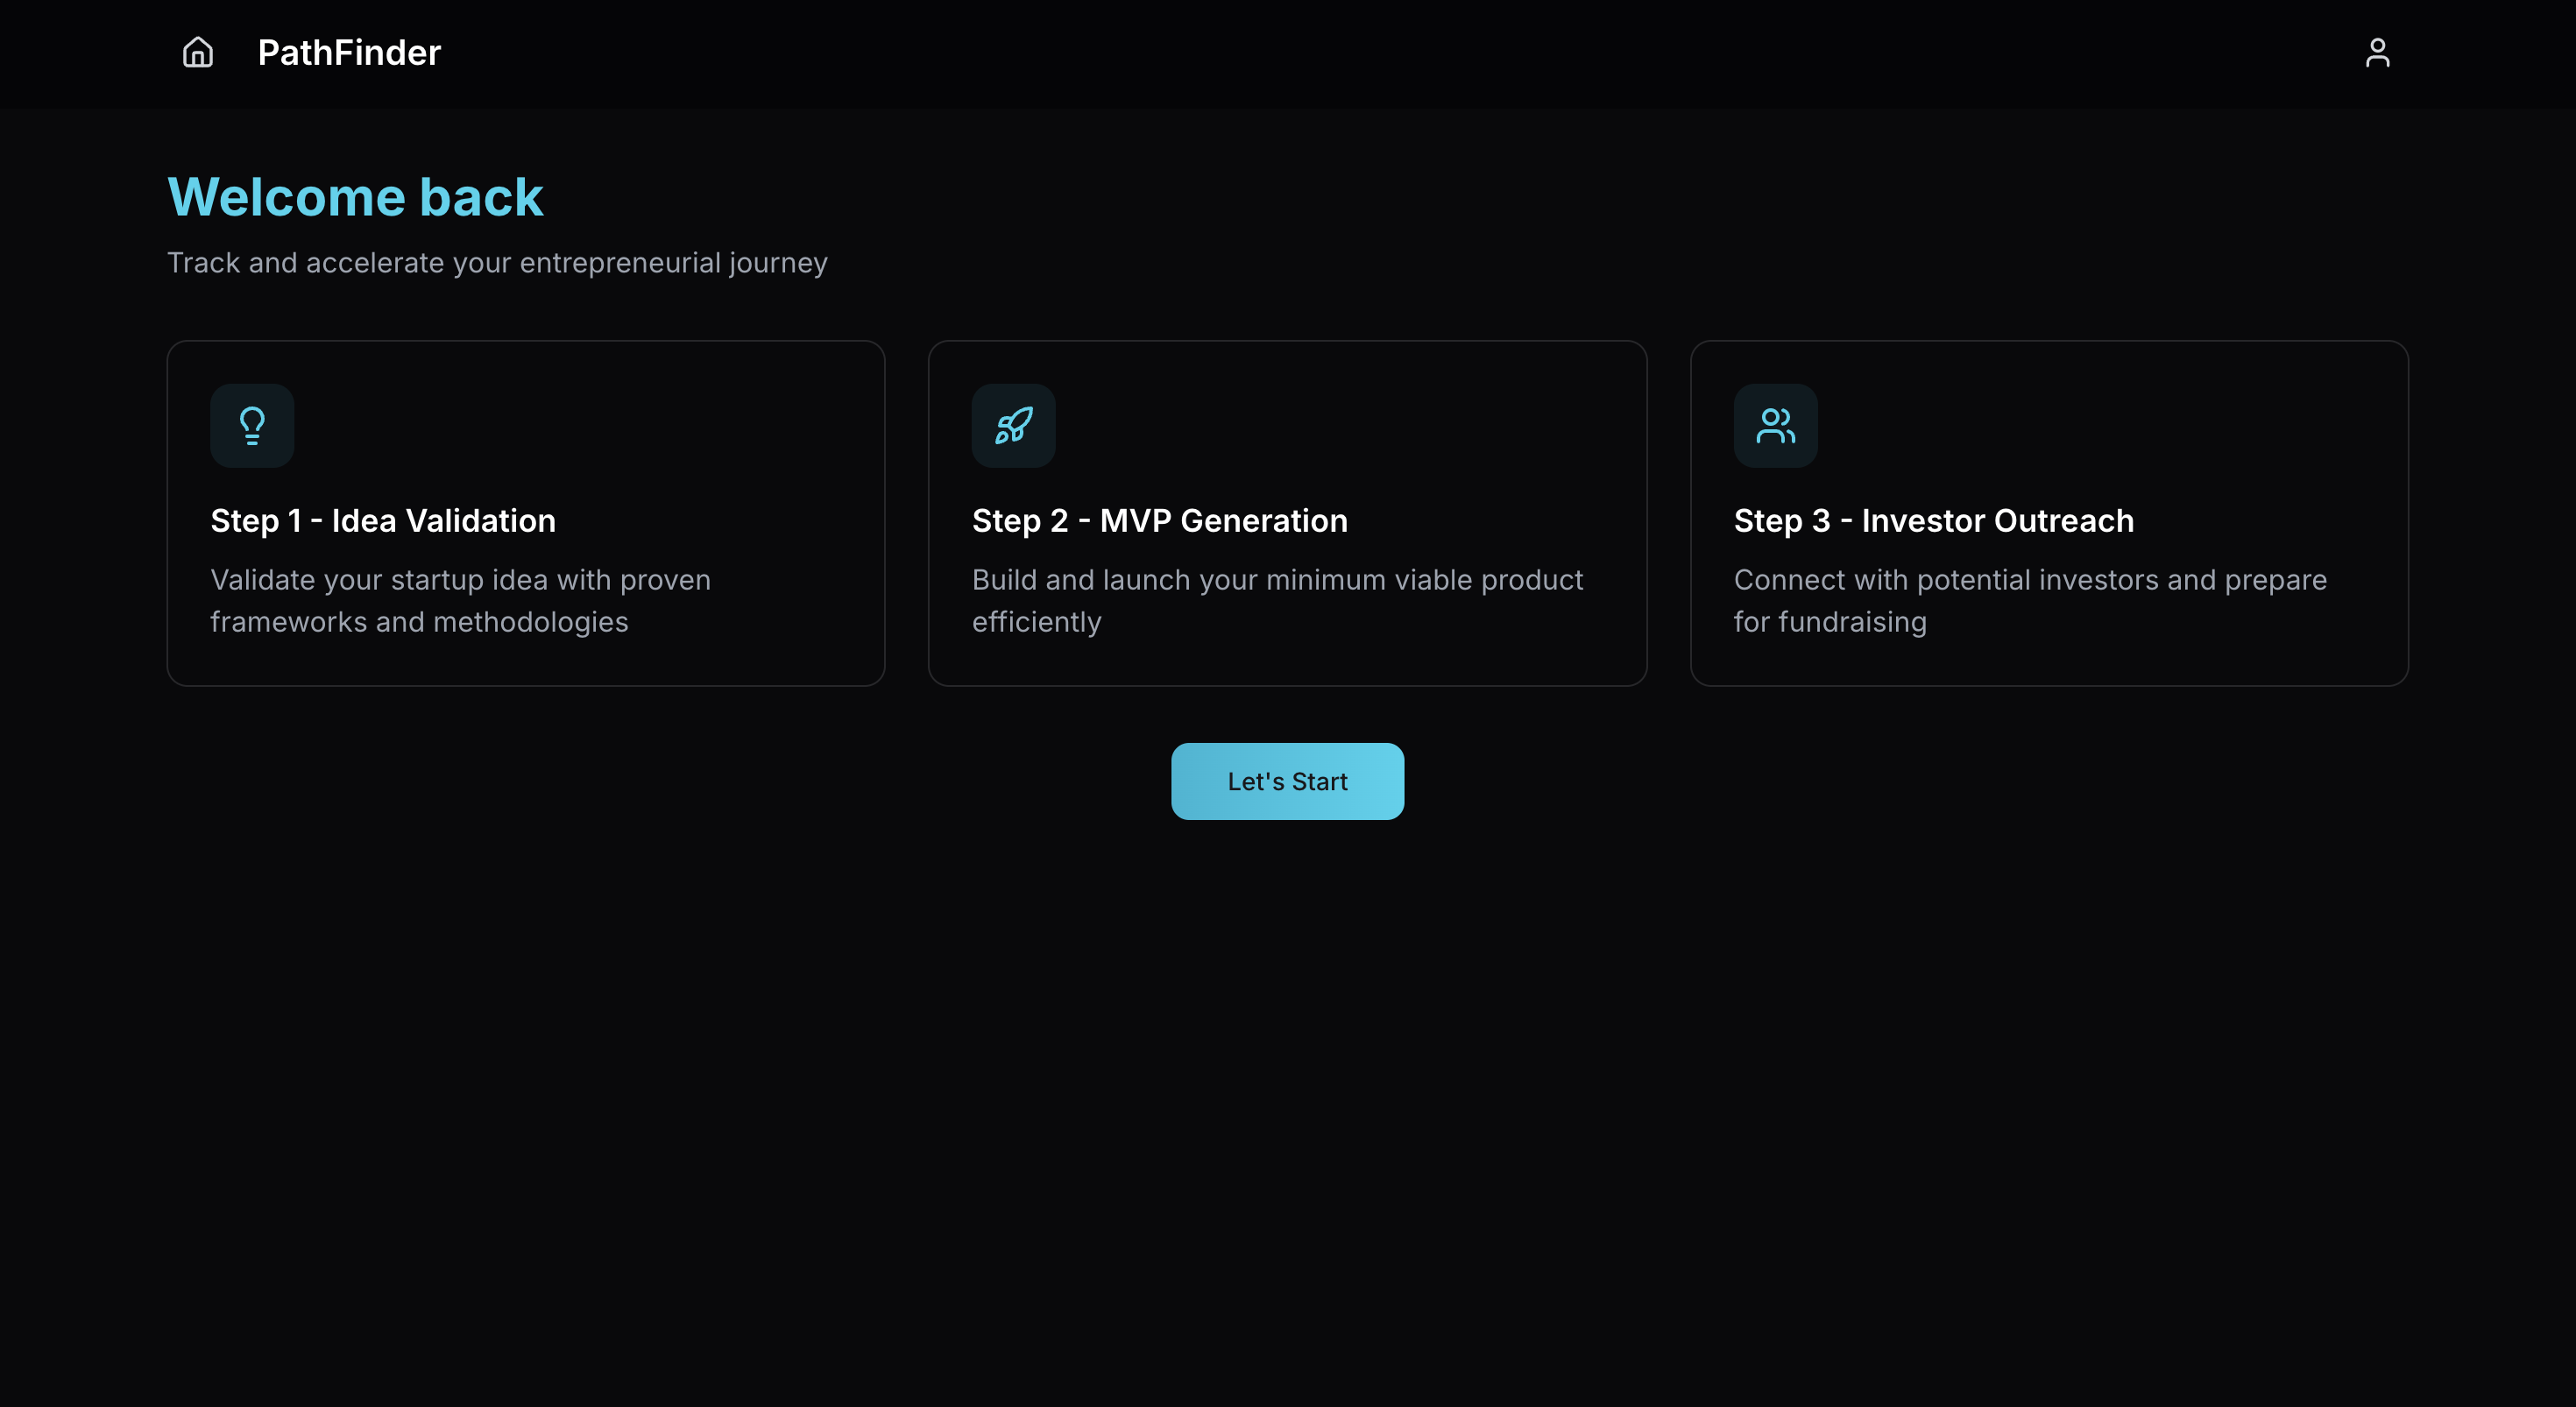 PathFinder
Welcome back
Track and accelerate your entrepreneurial journey
Step 1 - Idea Validation
Validate your startup idea with proven
frameworks and methodologies
Step 2 - MVP Generation
Build and launch your minimum viable product
efficiently
Step 3 - Investor Outreach
Connect with potential investors and prepare
for fundraising
Let's Start